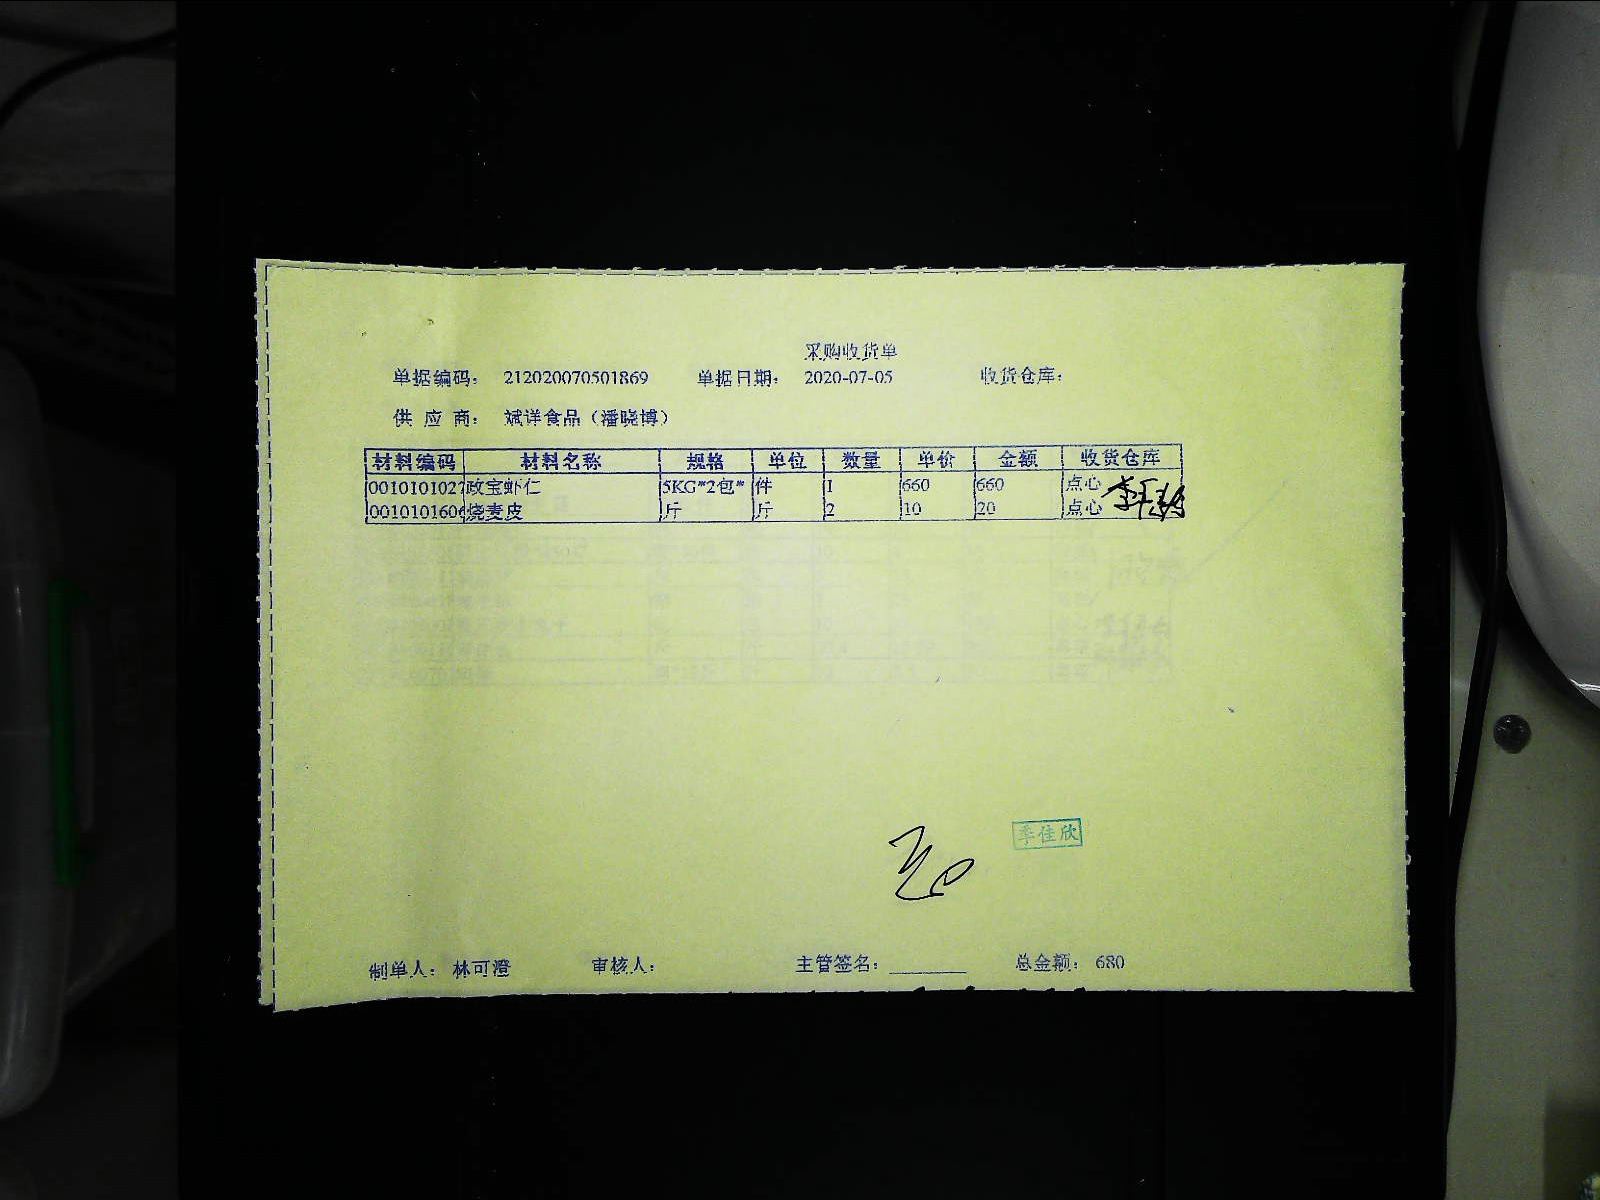 采购收货单
单据编码: 212020070501869 单据日期: 2020-07-05 收货仓库:
供 应 商: 斌详食品（潘晓博）
材料编码 材料名称 规格 单位 数量 单价 金额 收货仓库
001010102 政宝虾仁 5KG*2包* 件 1 660 660 点心
001010160 烧麦皮 斤 斤 2 10 20 点心
季佳欣
制单人: 林可澄 审核人: 主管签名: 总金额: 680